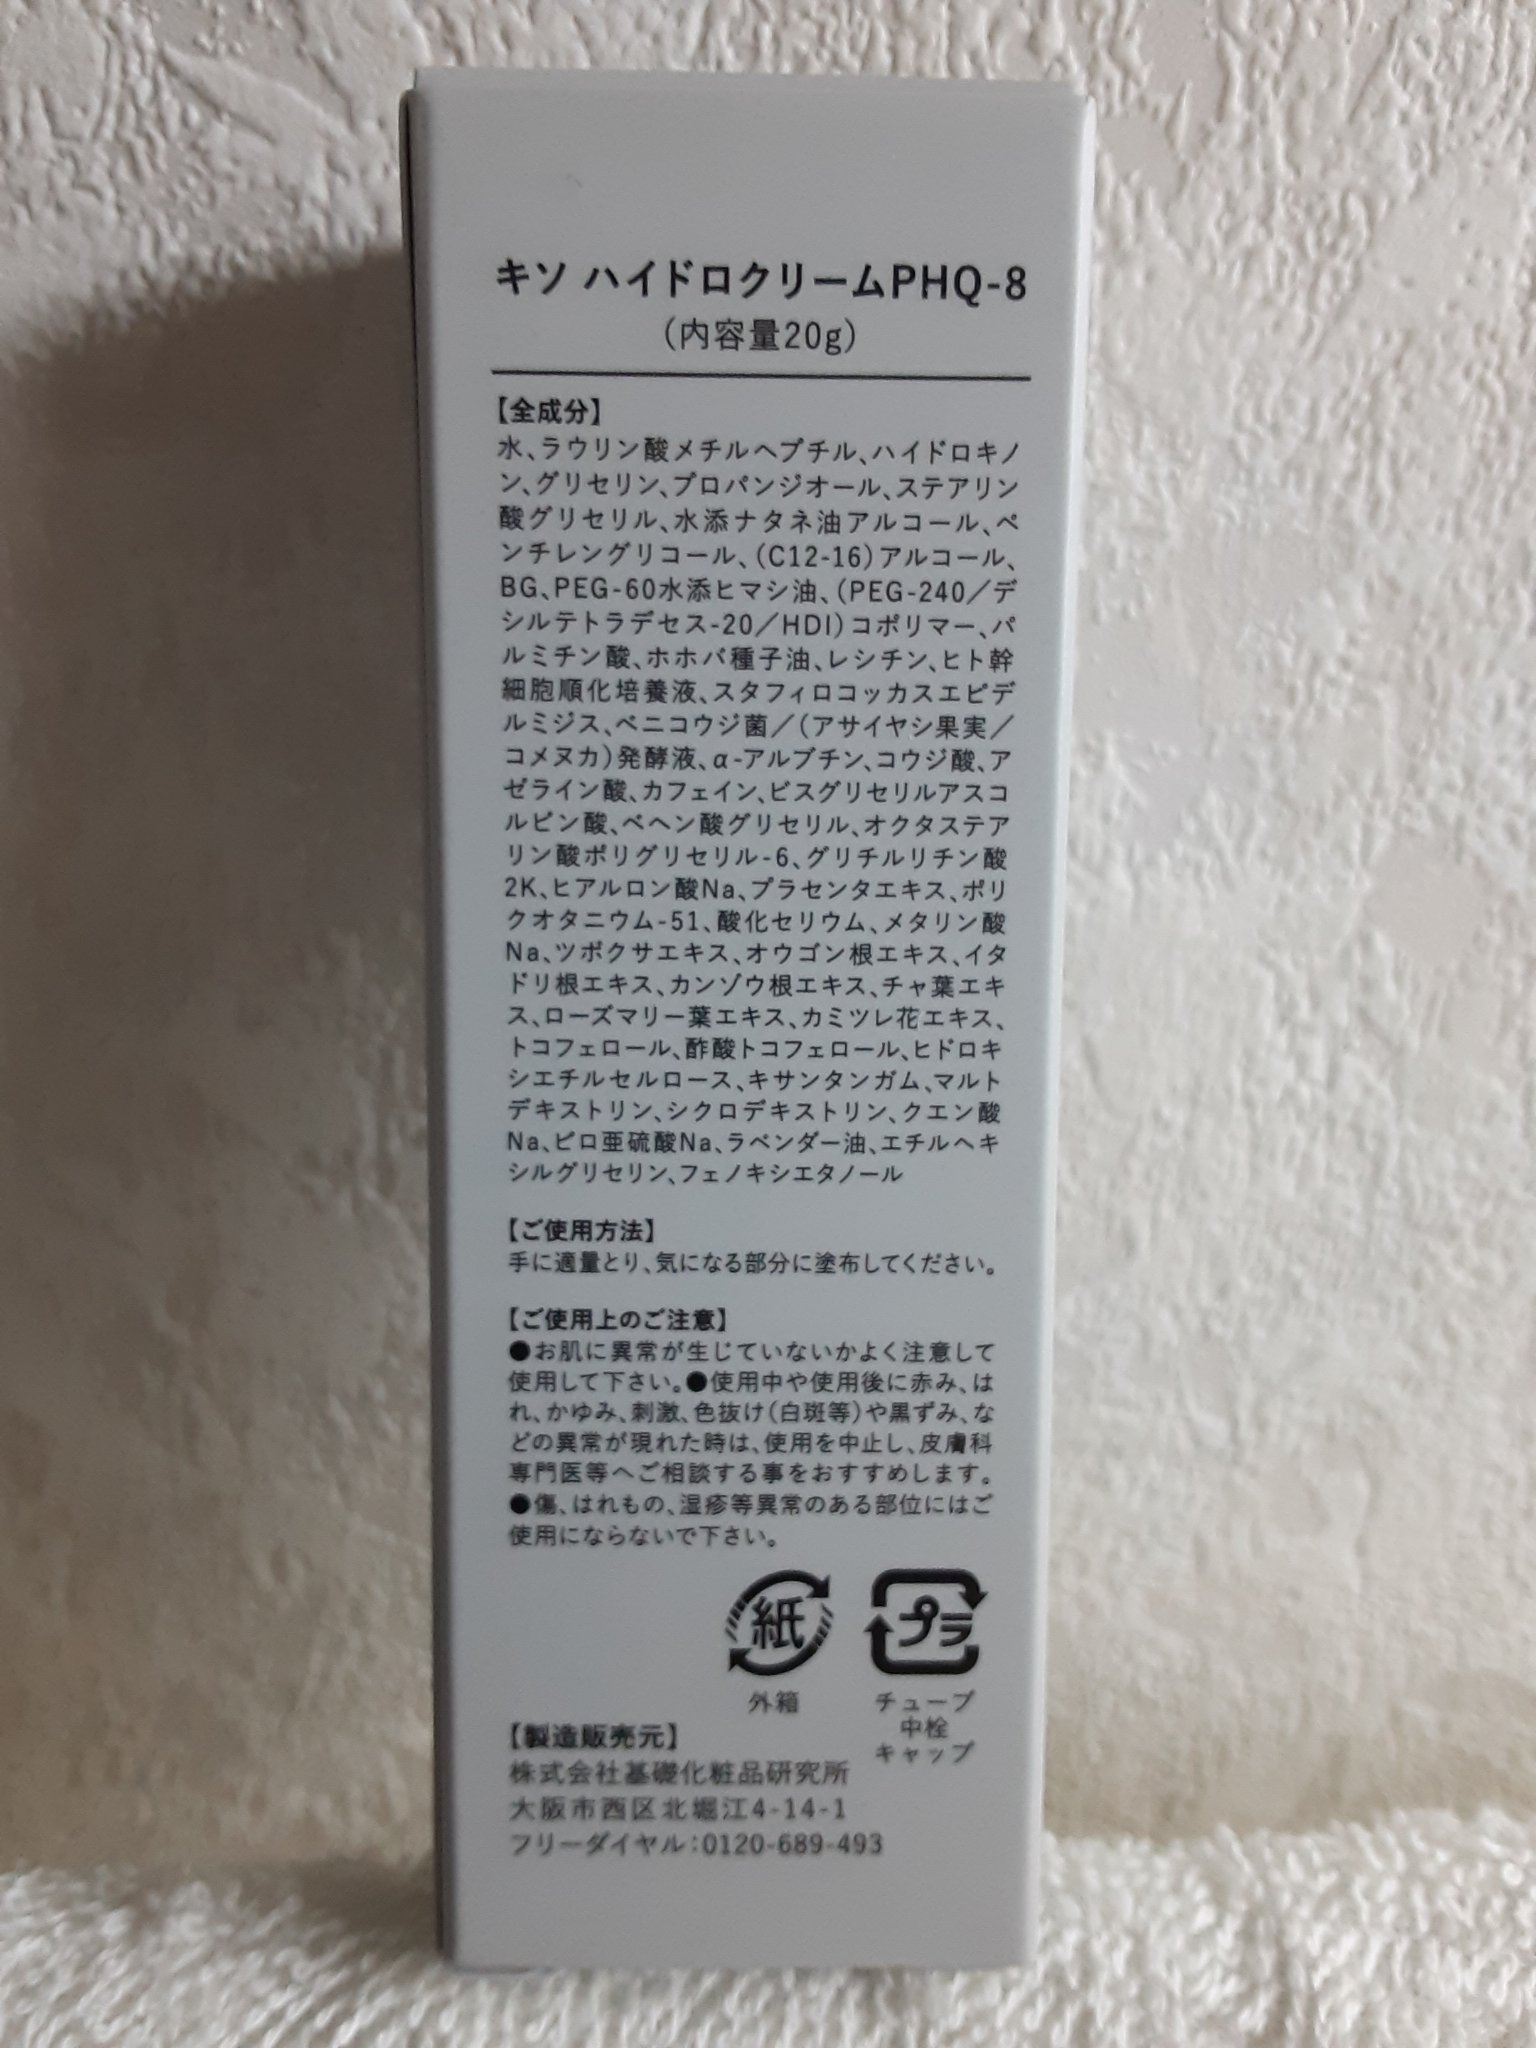 キソ ハイドロクリームPHQ-8
(内容量20g)
【全成分】
水、ラウリン酸メチルヘプチル、ハイドロキノ
ン、グリセリン、プロパンジオール、ステアリン
酸グリセリル、水添ナタネ油アルコール、ペ
ンチレングリコール、(C12-16)アルコール、
BG、PEG-60水添ヒマシ油、(PEG-240/デ
シルテトラデセス-20/HDI)コポリマー、パ
ルミチン酸、ホホバ種子油、レシチン、ヒト幹
細胞順化培養液、スタフィロコッカスエピデ
ルミジス、ベニコウジ菌/(アサイヤシ果実/
コメヌカ)発酵液、α-アルブチン、コウジ酸、ア
ゼライン酸、カフェイン、ビスグリセリルアスコ
ルビン酸、ベヘン酸グリセリル、オクタステア
リン酸ポリグリセリル-6、グリチルリチン酸
2K、ヒアルロン酸Na、プラセンタエキス、ポリ
クオタニウム-51、酸化セリウム、メタリン酸
Na、ツボクサエキス、オウゴン根エキス、イタ
ドリ根エキス、カンゾウ根エキス、チャ葉エキ
ス、ローズマリー葉エキス、カミツレ花エキス、
トコフェロール、酢酸トコフェロール、ヒドロキ
シエチルセルロース、キサンタンガム、マルト
デキストリン、シクロデキストリン、クエン酸
Na、ピロ亜硫酸Na、ラベンダー油、エチルヘキ
シルグリセリン、フェノキシエタノール
【ご使用方法】
手に適量とり、気になる部分に塗布してください。
【ご使用上のご注意】
●お肌に異常が生じていないかよく注意して
使用して下さい。●使用中や使用後に赤み、は
れ、かゆみ、刺激、色抜け(白斑等)や黒ずみ、な
どの異常が現れた時は、使用を中止し、皮膚科
専門医等へご相談する事をおすすめします。
●傷、はれもの、湿疹等異常のある部位にはご
使用にならないで下さい。
紙 プラ
外箱 チューブ
中栓
キャップ
【製造販売元】
株式会社基礎化粧品研究所
大阪市西区北堀江4-14-1
フリーダイヤル:0120-689-493